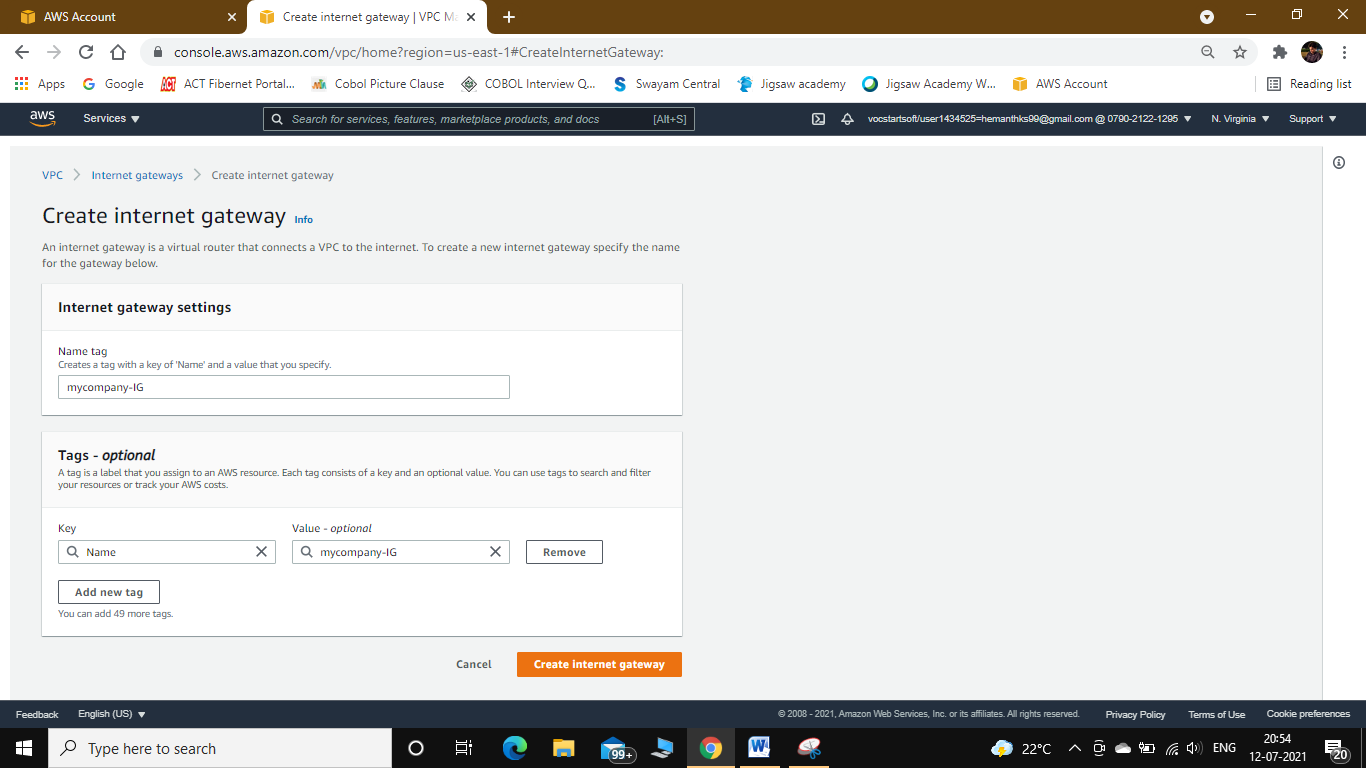 AWS Account
Create internet gateway | VPC Ma
console.aws.amazon.com/vpc/home?region=us-east-1#CreateInternetGateway:
Apps
Google
ACT Fibernet Portal...
Cobol Picture Clause
COBOL Interview Q...
Swayam Central
Jigsaw academy
Jigsaw Academy W...
AWS Account
Reading list
aws
Services
Search for services, features, marketplace products, and docs
[Alt+S]
vocstartsoft/user1434525=hemanthks99@gmail.com @ 0790-2122-1295
N. Virginia
Support
VPC
Internet gateways
Create internet gateway
Create internet gateway Info
An internet gateway is a virtual router that connects a VPC to the internet. To create a new internet gateway specify the name
for the gateway below.
Internet gateway settings
Name tag
Creates a tag with a key of 'Name' and a value that you specify.
mycompany-IG
Tags - optional
A tag is a label that you assign to an AWS resource. Each tag consists of a key and an optional value. You can use tags to search and filter
your resources or track your AWS costs.
Key
Value - optional
Name
mycompany-IG
Remove
Add new tag
You can add 49 more tags.
Cancel
Create internet gateway
Feedback
English (US)
© 2008 - 2021, Amazon Web Services, Inc. or its affiliates. All rights reserved.
Privacy Policy
Terms of Use
Cookie preferences
Type here to search
99+
22°C
ENG
20:54
12-07-2021
20